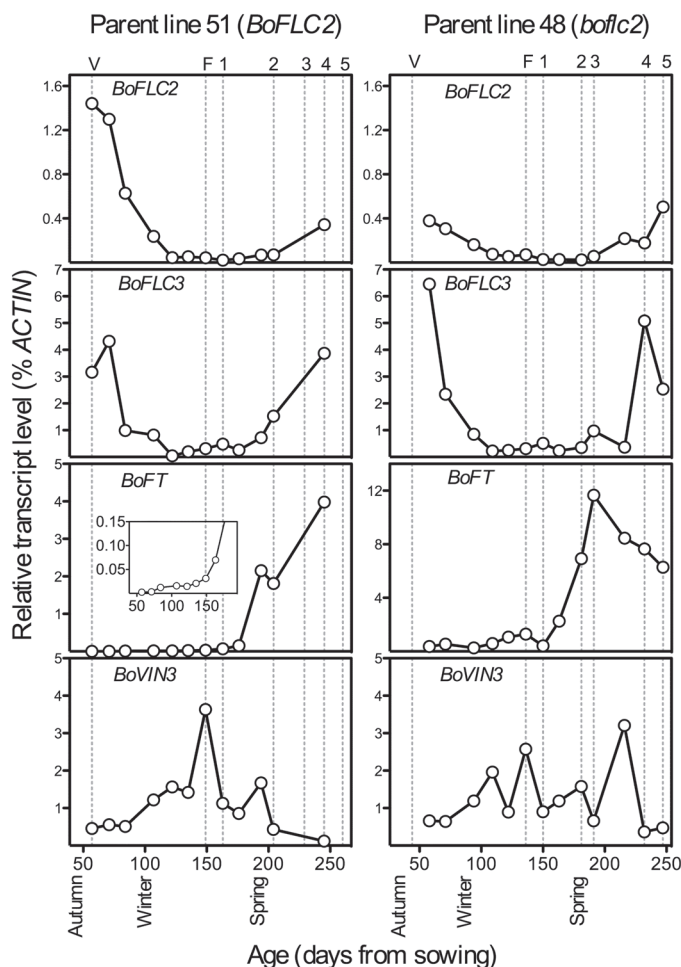 Parent line 51 (BoFLC2) Parent line 48 (boflc2)
V F 1 2 3 4 5 V F 1 2 3 4 5
BoFLC2 BoFLC2
1.6 1.6
1.2 1.2
0.8 0.8
0.4 0.4
BoFLC3 BoFLC3
7 7
6 6
5 5
4 4
3 3
2 2
1 1
BoFT BoFT
5
4 12
3 8
2 4
1
0.15
0.10
0.05
50 100 150
BoVIN3 BoVIN3
5 5
4 4
3 3
2 2
1 1
50 100 150 200 250 50 100 150 200 250
Autumn Winter Spring Autumn Winter Spring
Relative transcript level (% ACTIN)
Age (days from sowing)